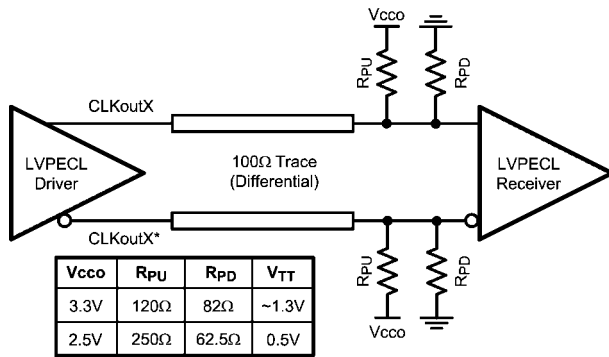 Vcco
RPU
RPD
CLKoutX
LVPECL
Driver
100Ω Trace
(Differential)
LVPECL
Receiver
CLKoutX*
RPU
RPD
Vcco
Vcco RPU RPD VTT
3.3V 120Ω 82Ω ~1.3V
2.5V 250Ω 62.5Ω 0.5V